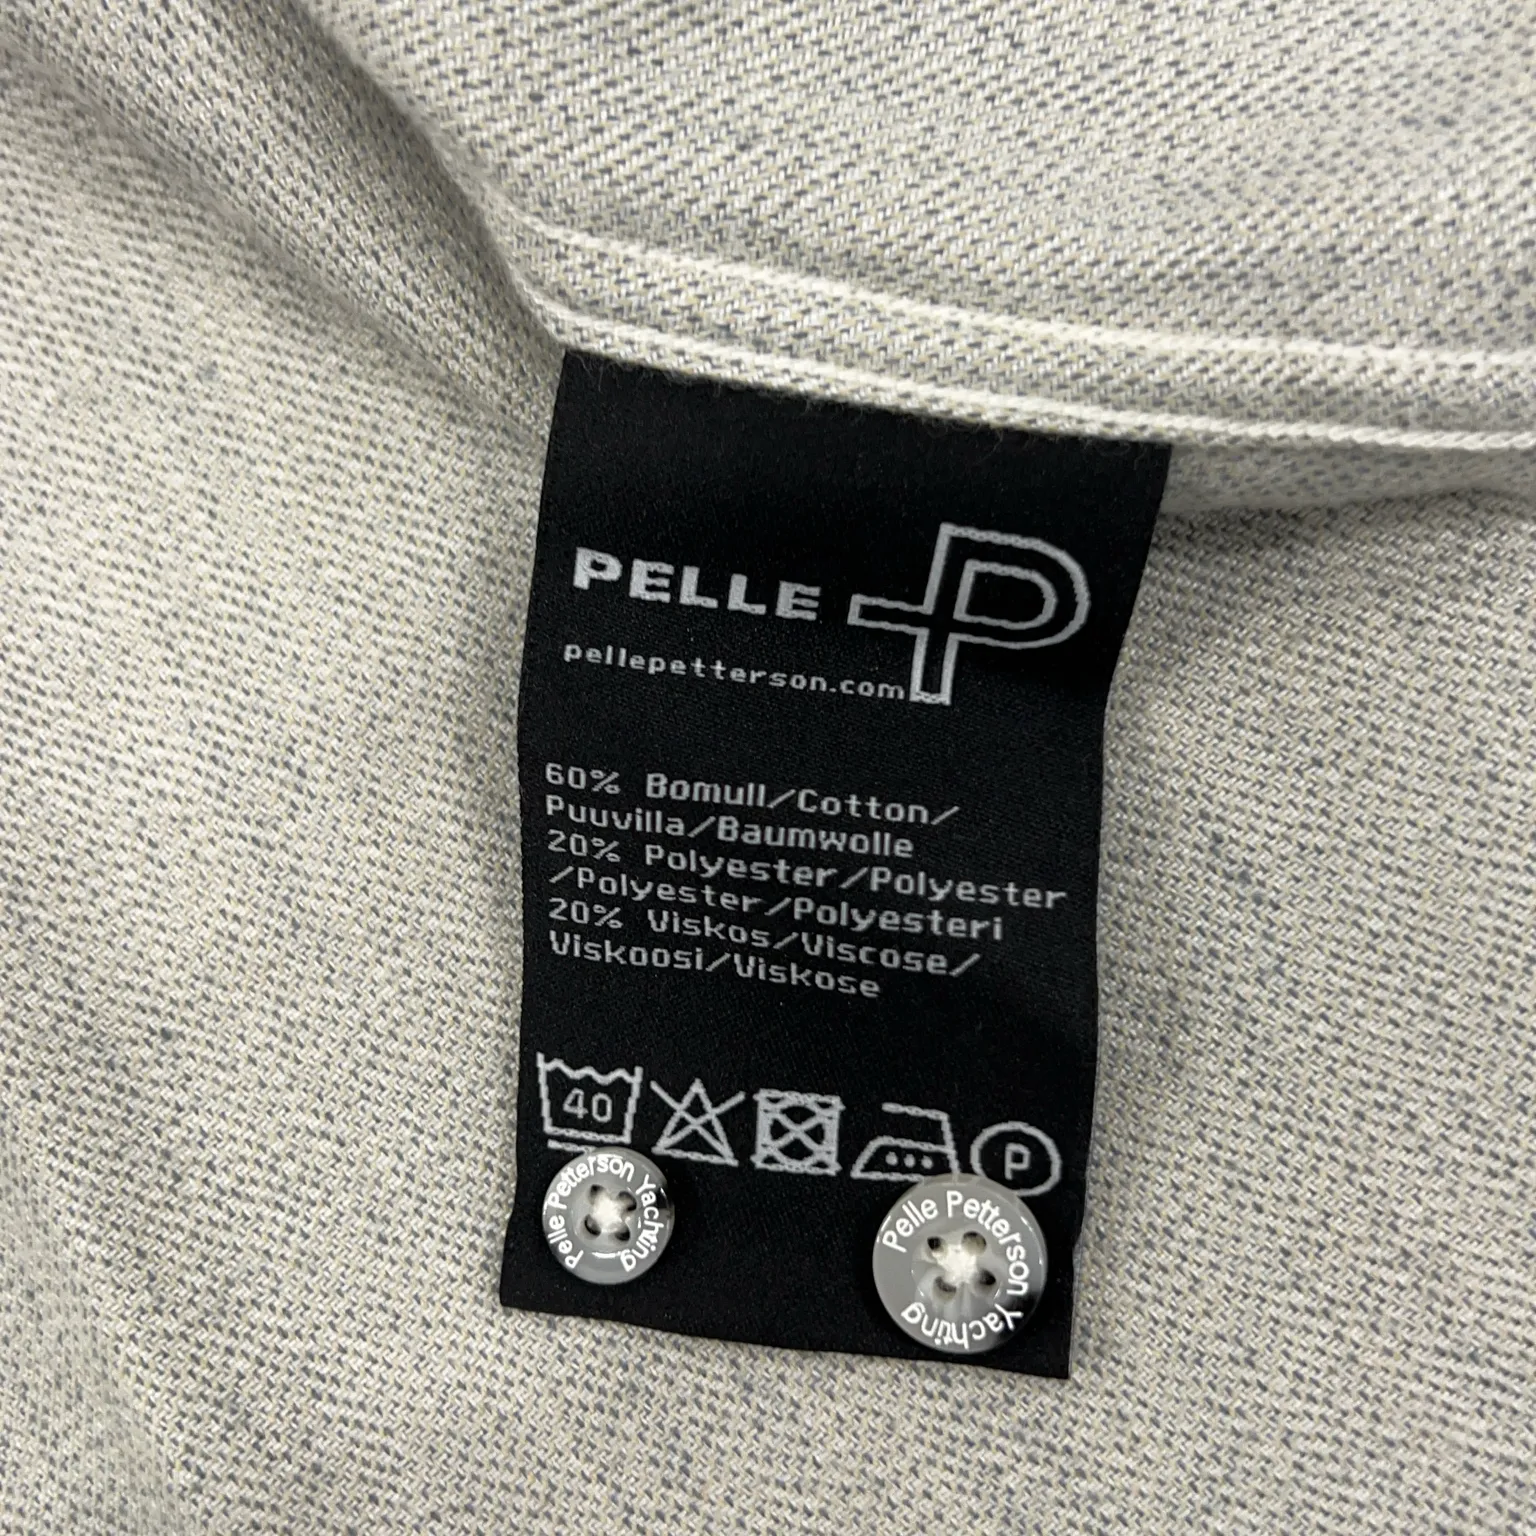 PELLE P
pellepetterson.com
60% Bomull/Cotton/
Puuvilla/Baumwolle
20% Polyester/Polyester
/Polyester/Polyesteri
20% Viskos/Viscose/
Viskoosi/Viskose
40
P
Pelle Petterson Yachting
Pelle Petterson Yachting